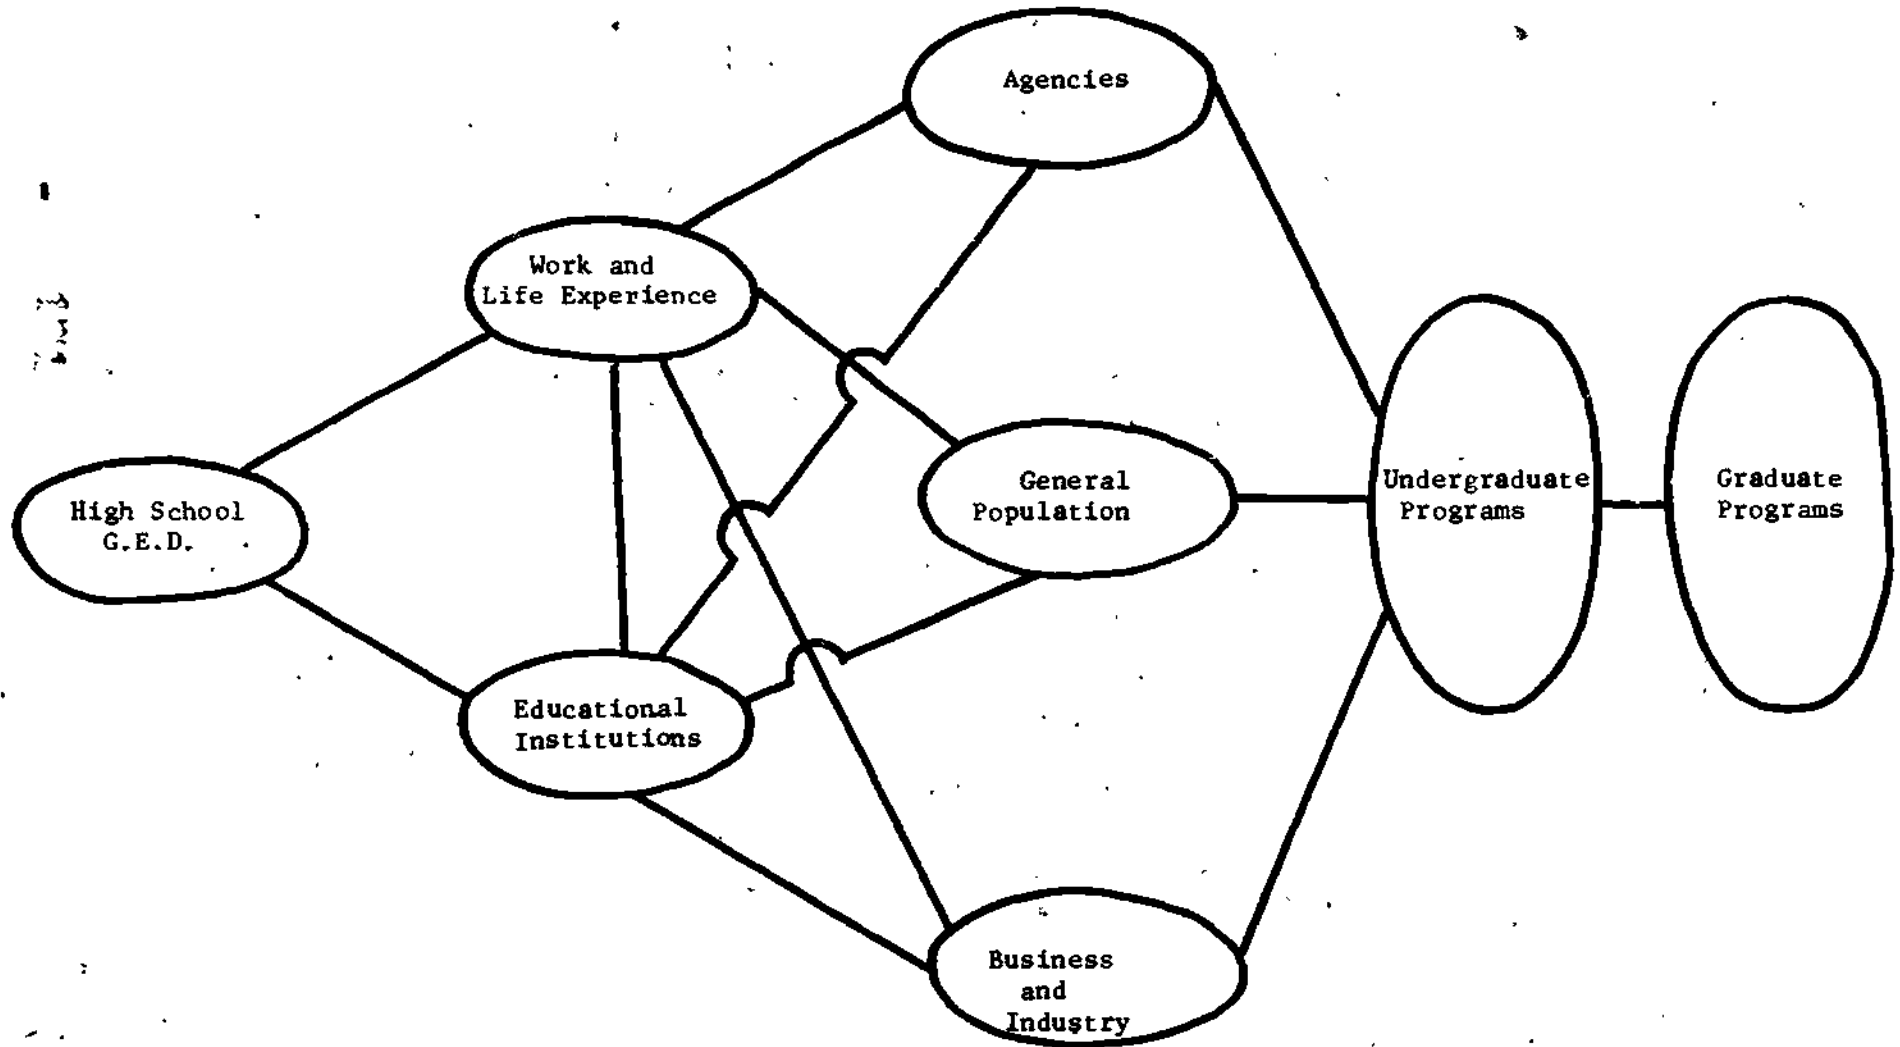 Agencies
Work and
Life Experience
High School
G.E.D.
General
Population
Undergraduate
Programs
Graduate
Programs
Educational
Institutions
Business
and
Industry